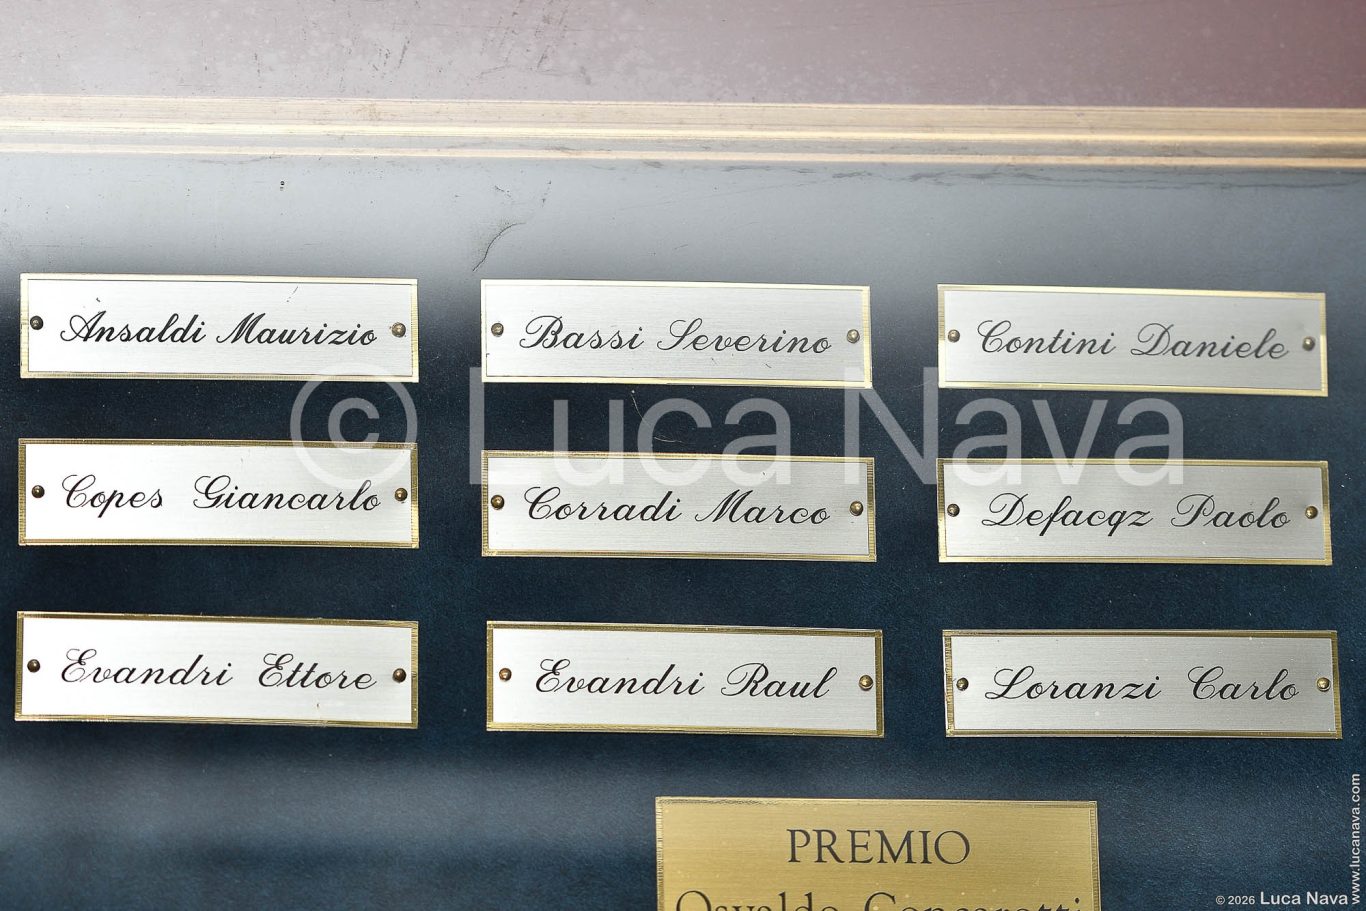 Ansaldi Maurizio
Bassi Severino
Contini Daniele
Copes Giancarlo
Corradi Marco
Defacqz Paolo
Evandri Ettore
Evandri Raul
Loranzi Carlo
© Luca Nava
PREMIO
Osvaldo
© 2026 Luca Nava
www.lucanava.com